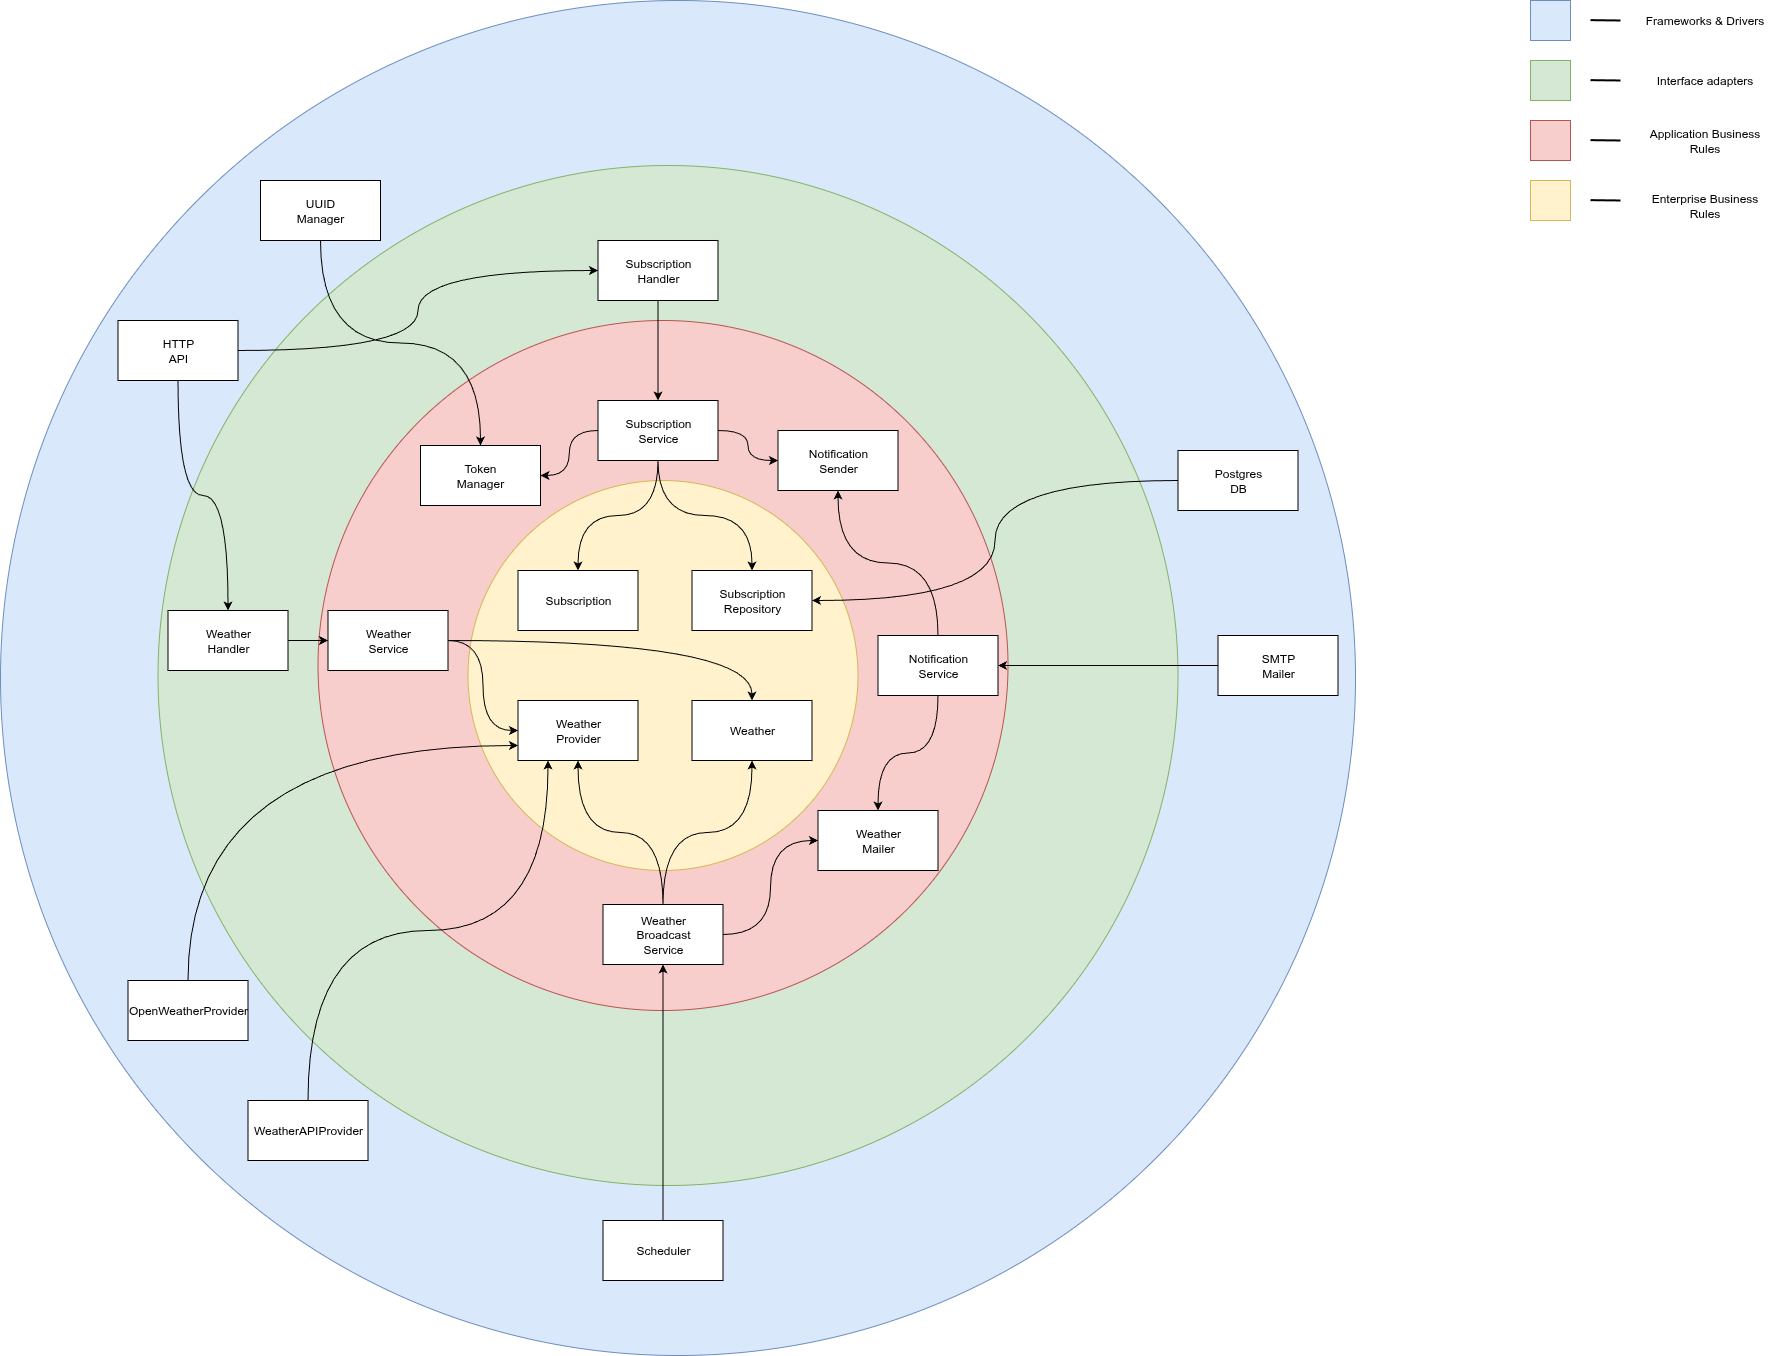 Frameworks & Drivers
Interface adapters
Application Business
Rules
Enterprise Business
Rules
UUID
Manager
Subscription
Handler
HTTP
API
Subscription
Service
Token
Manager
Notification
Sender
Postgres
DB
Subscription
Subscription
Repository
Weather
Handler
Weather
Service
Notification
Service
SMTP
Mailer
Weather
Provider
Weather
Weather
Mailer
Weather
Broadcast
Service
OpenWeatherProvider
WeatherAPIProvider
Scheduler